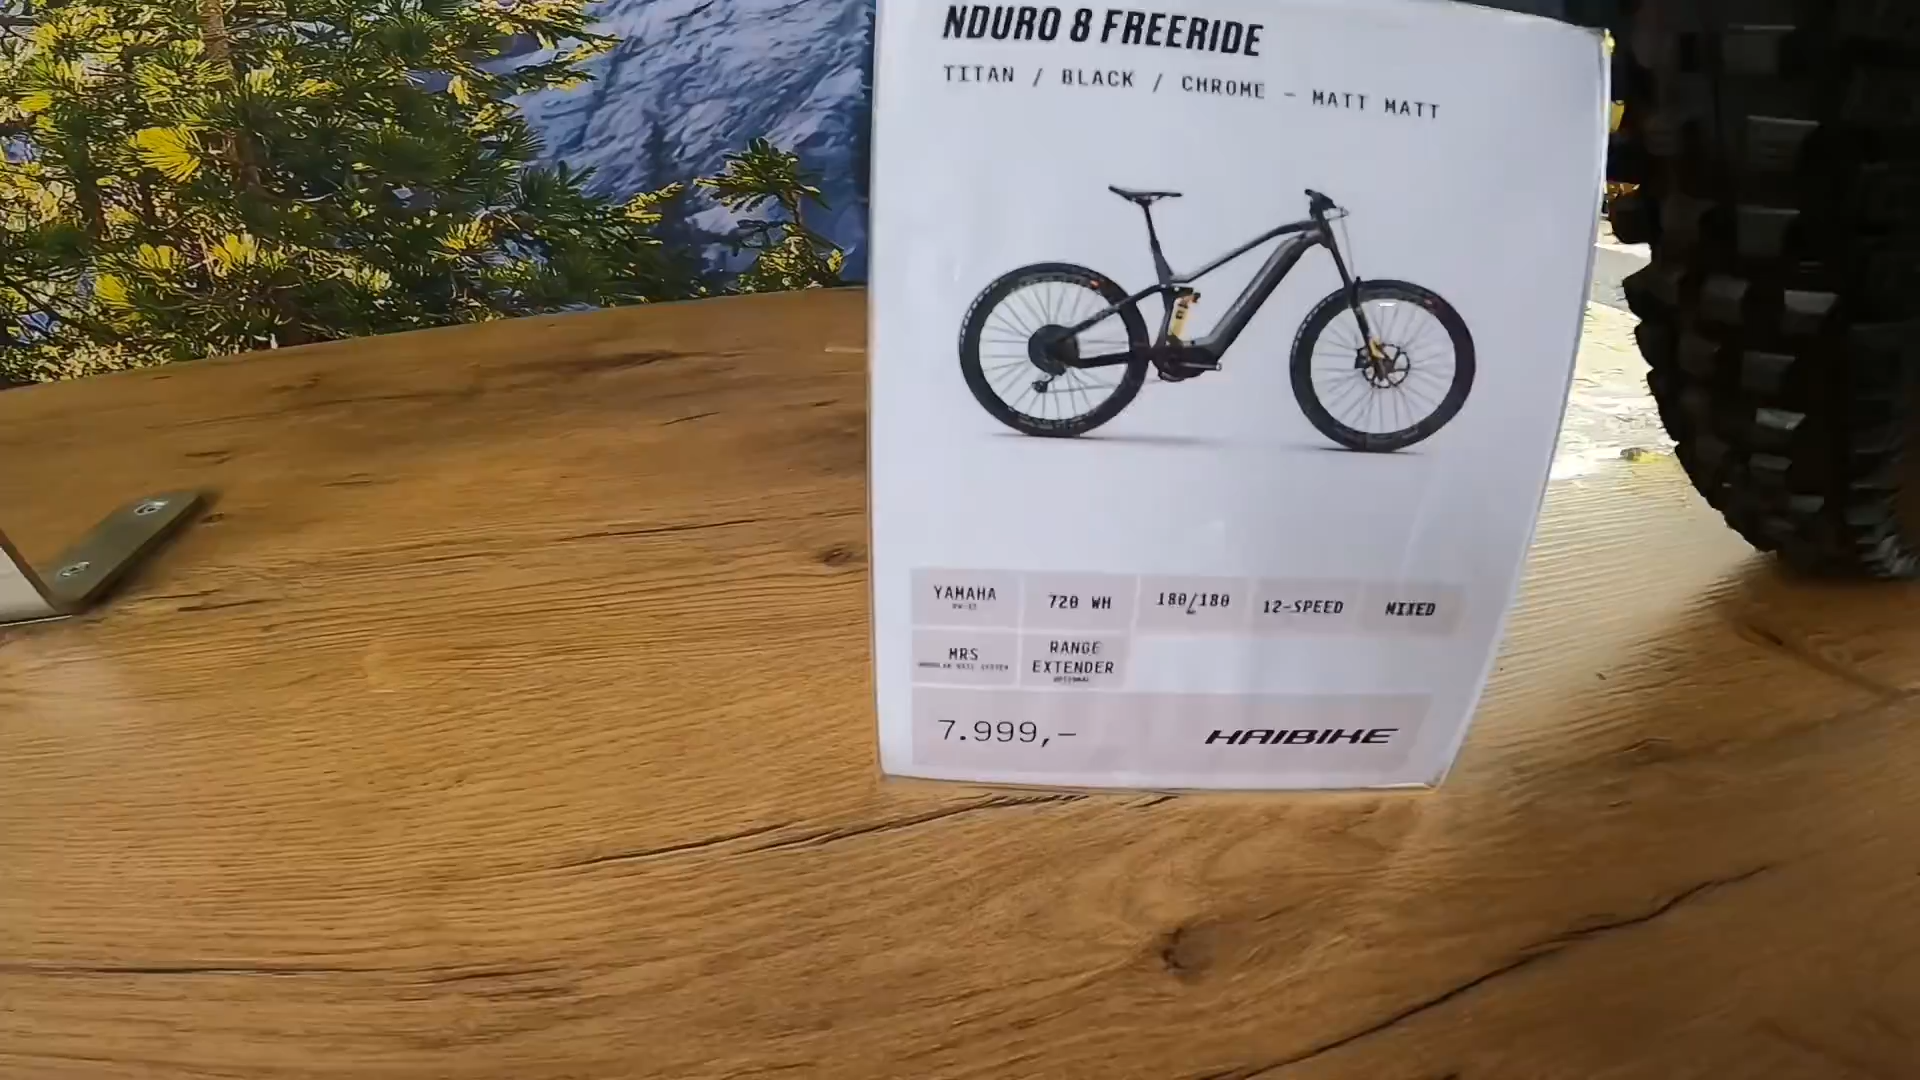 NDURO 8 FREERIDE
TITAN / BLACK / CHROME - MATT MATT
YAMAHA
720 WH
180/180
12-SPEED
MIXED
MRS
RANGE
EXTENDER
OPTIONAL
7.999,-
HAIBIKE